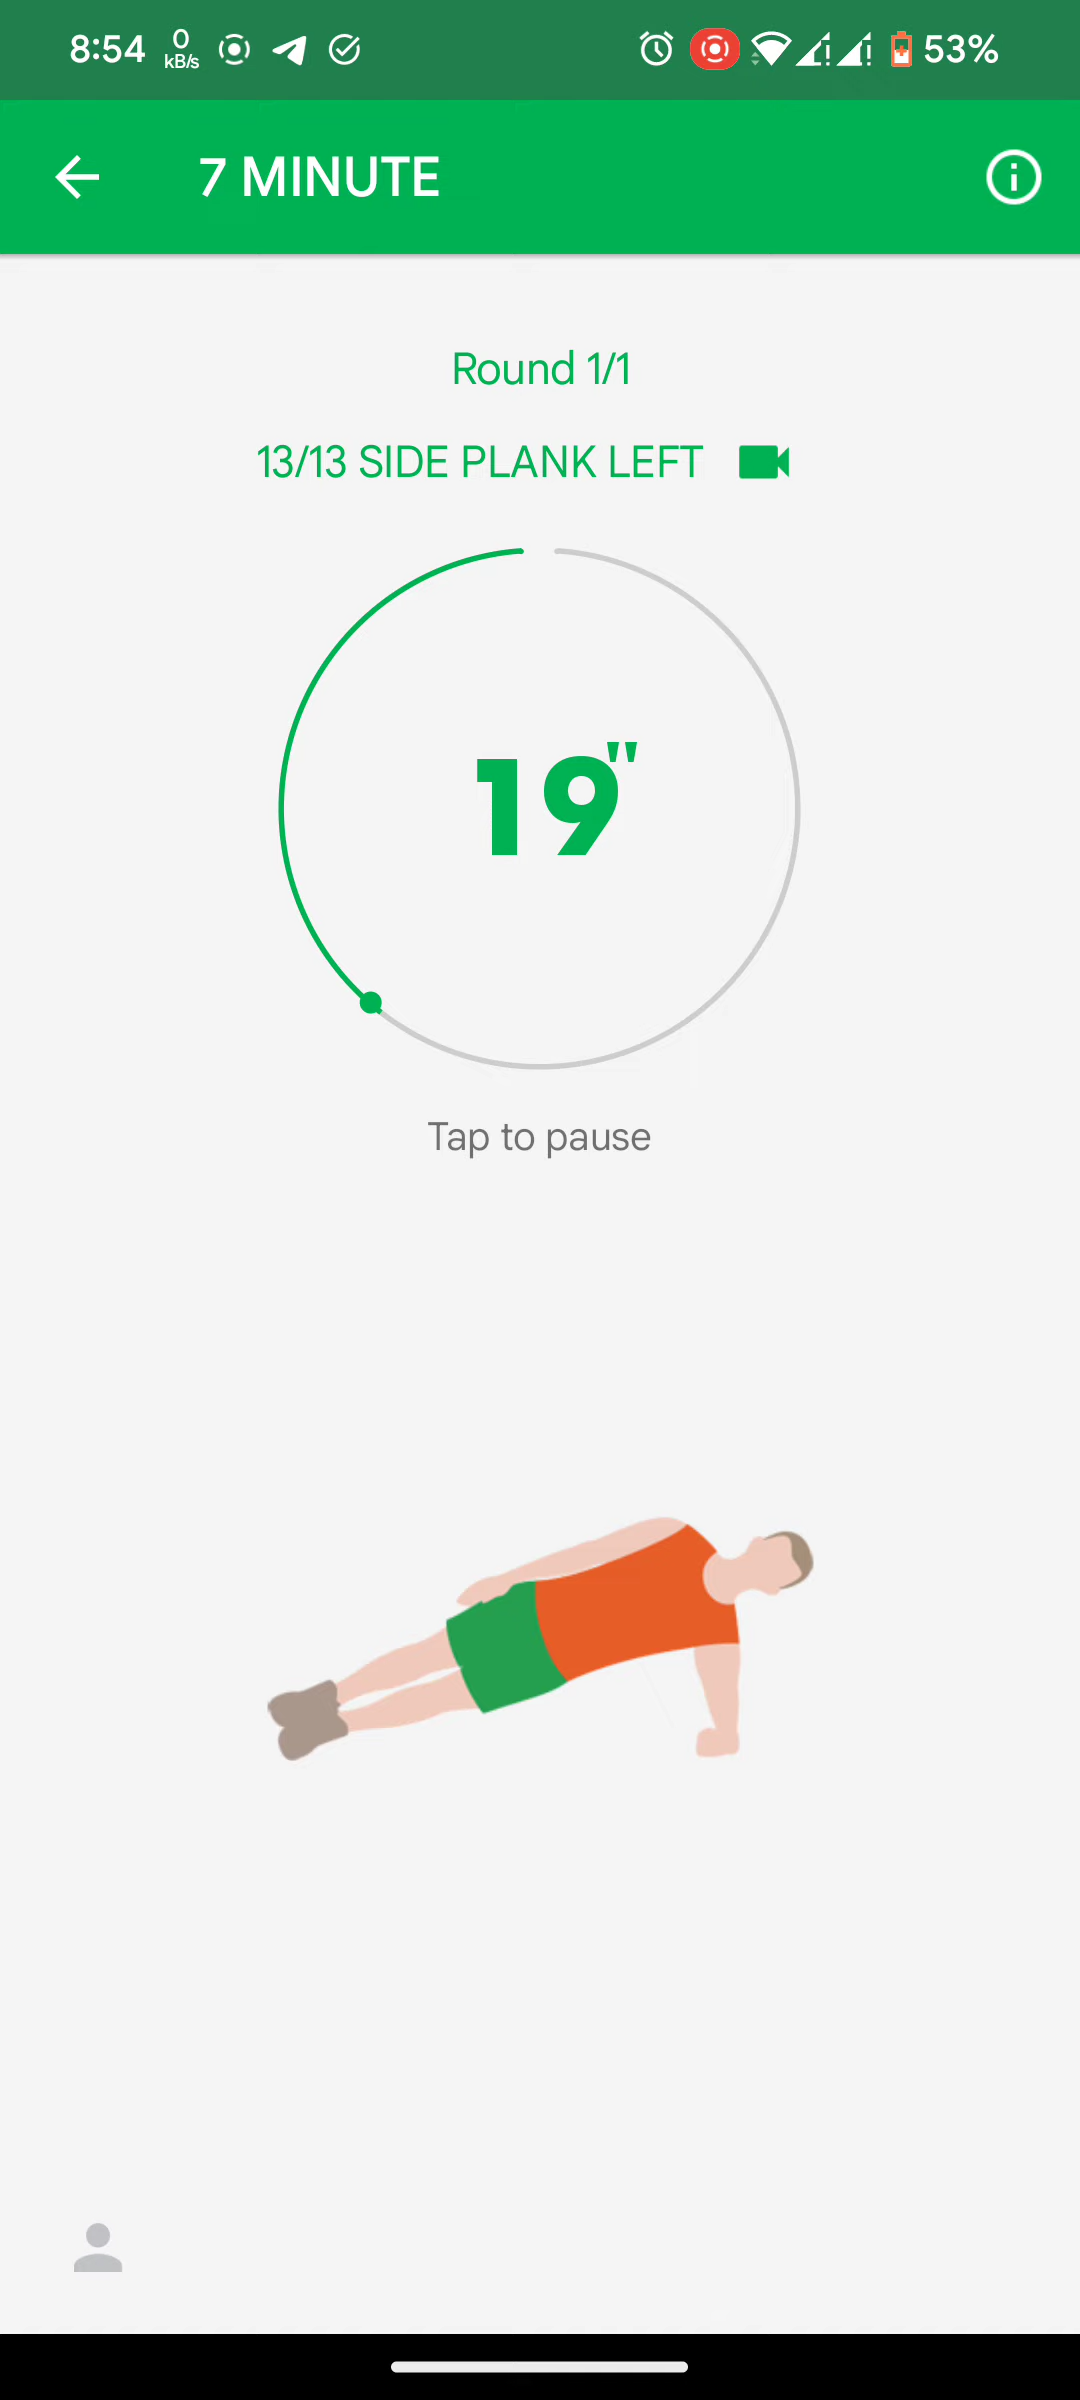 8:54 0 kB/s 53%
7 MINUTE
Round 1/1
13/13 SIDE PLANK LEFT
19"
Tap to pause